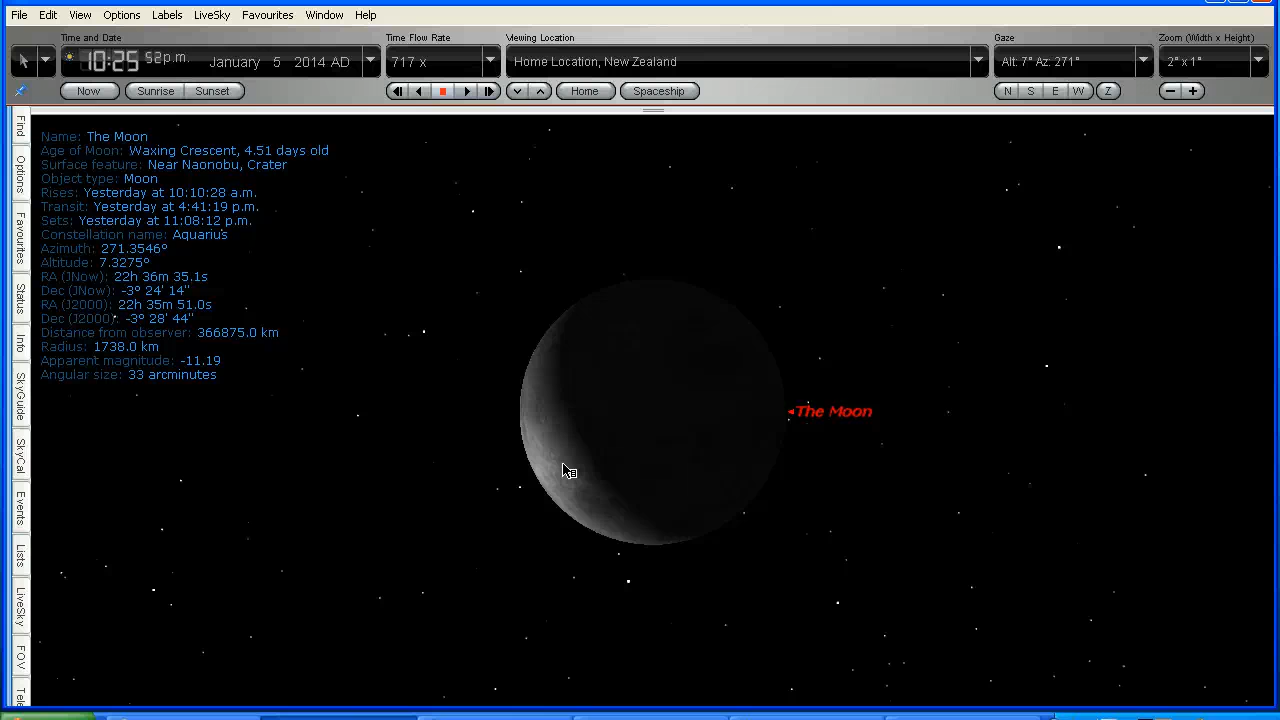 File Edit View Options Labels LiveSky Favourites Window Help
Time and Date Time Flow Rate Viewing Location Gaze Zoom (Width x Height)
10:25 52p.m. January 5 2014 AD 717 x Home Location, New Zealand Alt: 7° Az: 271° 2° x 1°
Now Sunrise Sunset Home Spaceship N S E W Z
Find
Options
Favourites
Status
Info
SkyGuide
SkyCal
Events
Lists
LiveSky
FOV
Tele
Name: The Moon
Age of Moon: Waxing Crescent, 4.51 days old
Surface feature: Near Naonobu, Crater
Object type: Moon
Rises: Yesterday at 10:10:28 a.m.
Transit: Yesterday at 4:41:19 p.m.
Sets: Yesterday at 11:08:12 p.m.
Constellation name: Aquarius
Azimuth: 271.3546°
Altitude: 7.3275°
RA (JNow): 22h 36m 35.1s
Dec (JNow): -3° 24' 14"
RA (J2000): 22h 35m 51.0s
Dec (J2000): -3° 28' 44"
Distance from observer: 366875.0 km
Radius: 1738.0 km
Apparent magnitude: -11.19
Angular size: 33 arcminutes
The Moon